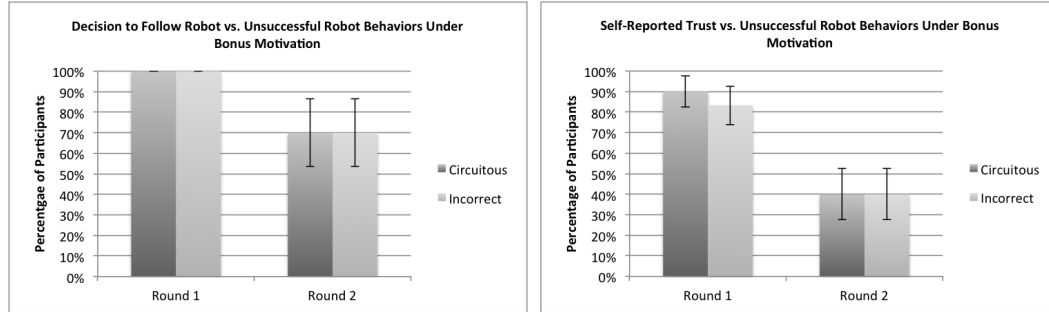 Decision to Follow Robot vs. Unsuccessful Robot Behaviors Under
Bonus Motivation
Percentgae of Participants
100%
90%
80%
70%
60%
50%
40%
30%
20%
10%
0%
Round 1
Round 2
Circuitous
Incorrect
Self-Reported Trust vs. Unsuccessful Robot Behaviors Under Bonus
Motivation
Percentage of Participants
100%
90%
80%
70%
60%
50%
40%
30%
20%
10%
0%
Round 1
Round 2
Circuitous
Incorrect